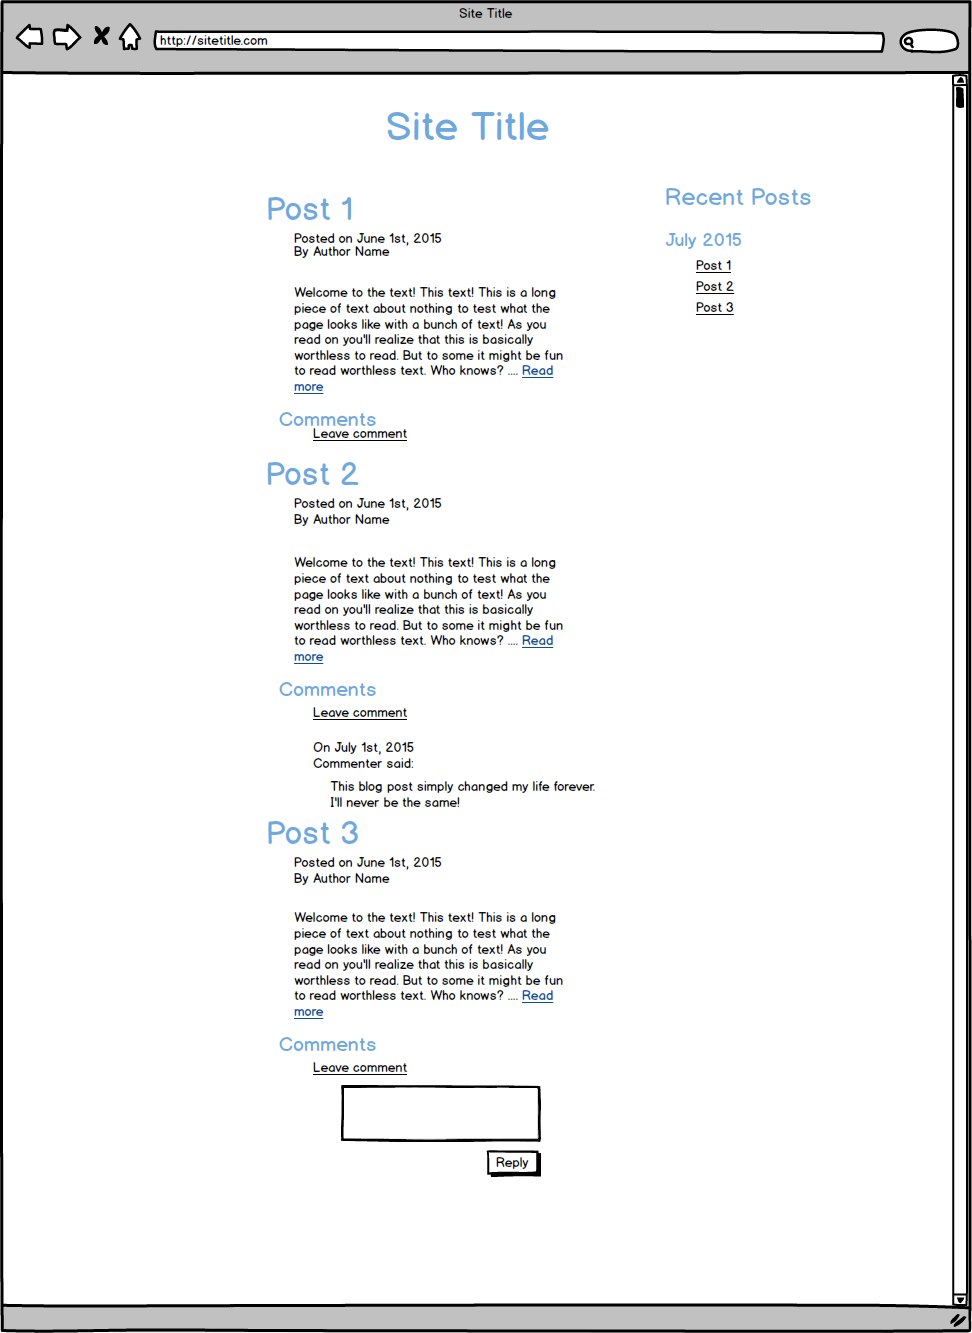 Site Title
http://sitetitle.com
Site Title
Post 1
Posted on June 1st, 2015
By Author Name
Welcome to the text! This text! This is a long
piece of text about nothing to test what the
page looks like with a bunch of text! As you
read on you'll realize that this is basically
worthless to read. But to some it might be fun
to read worthless text. Who knows? .... Read
more
Comments
Leave comment
Post 2
Posted on June 1st, 2015
By Author Name
Welcome to the text! This text! This is a long
piece of text about nothing to test what the
page looks like with a bunch of text! As you
read on you'll realize that this is basically
worthless to read. But to some it might be fun
to read worthless text. Who knows? .... Read
more
Comments
Leave comment
On July 1st, 2015
Commenter said:
This blog post simply changed my life forever.
I'll never be the same!
Post 3
Posted on June 1st, 2015
By Author Name
Welcome to the text! This text! This is a long
piece of text about nothing to test what the
page looks like with a bunch of text! As you
read on you'll realize that this is basically
worthless to read. But to some it might be fun
to read worthless text. Who knows? .... Read
more
Comments
Leave comment
Reply
Recent Posts
July 2015
Post 1
Post 2
Post 3